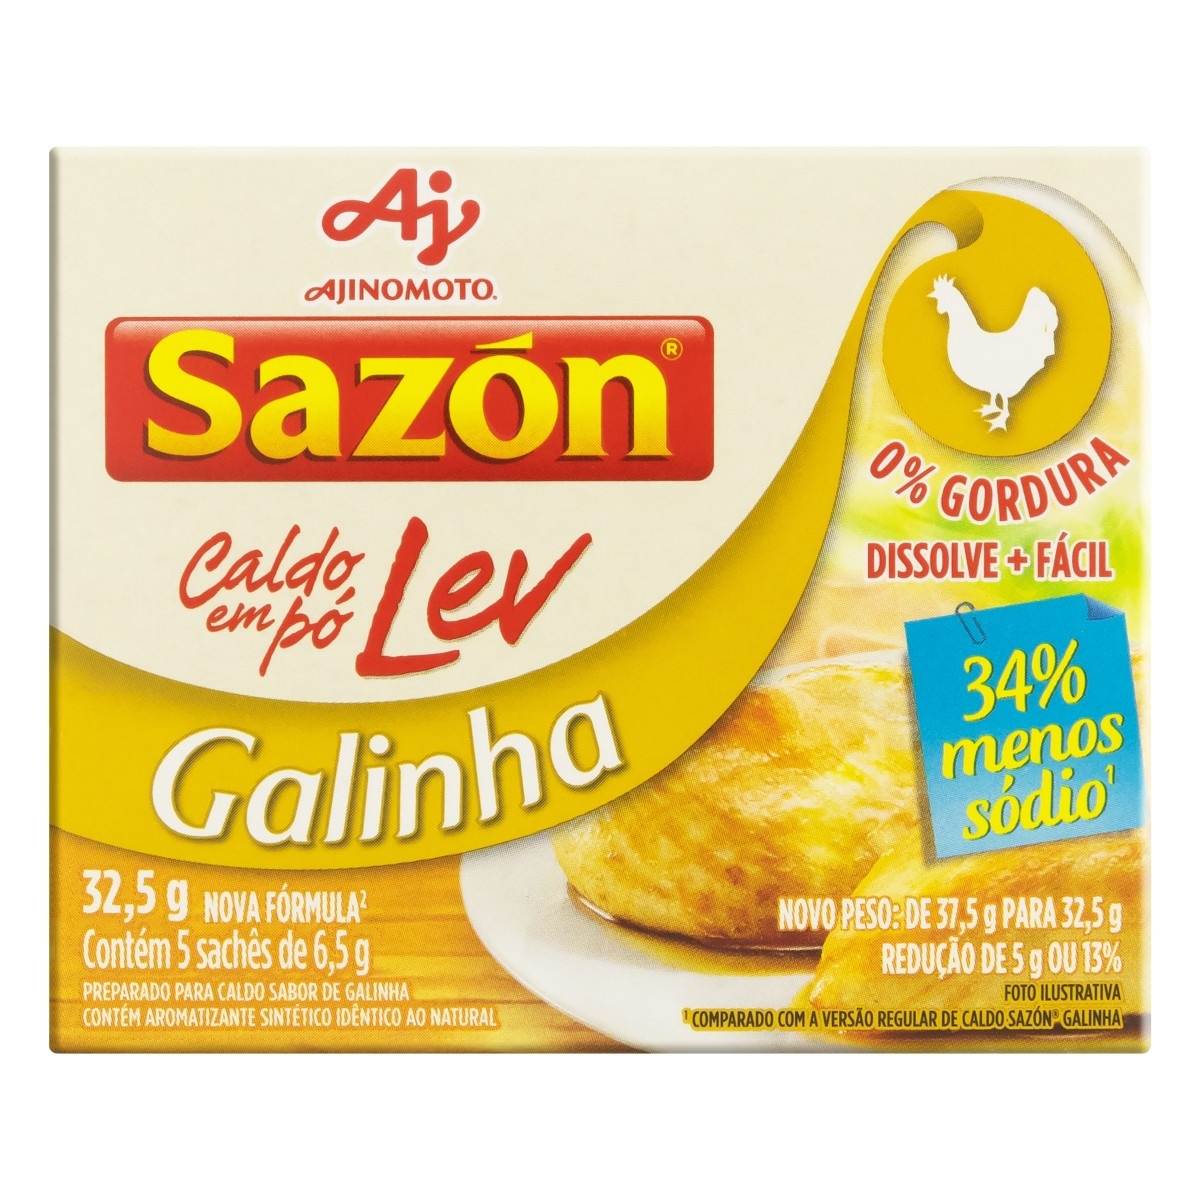 Aj
AJINOMOTO.
Sazón®
Caldo
em pó Lev
Galinha
0% GORDURA
DISSOLVE + FÁCIL
34%
menos
sódio¹
32,5 g NOVA FÓRMULA²
Contém 5 sachês de 6,5 g
PREPARADO PARA CALDO SABOR DE GALINHA
CONTÉM AROMATIZANTE SINTÉTICO IDÊNTICO AO NATURAL
NOVO PESO: DE 37,5 g PARA 32,5 g
REDUÇÃO DE 5 g OU 13%
FOTO ILUSTRATIVA
¹ COMPARADO COM A VERSÃO REGULAR DE CALDO SAZÓN® GALINHA